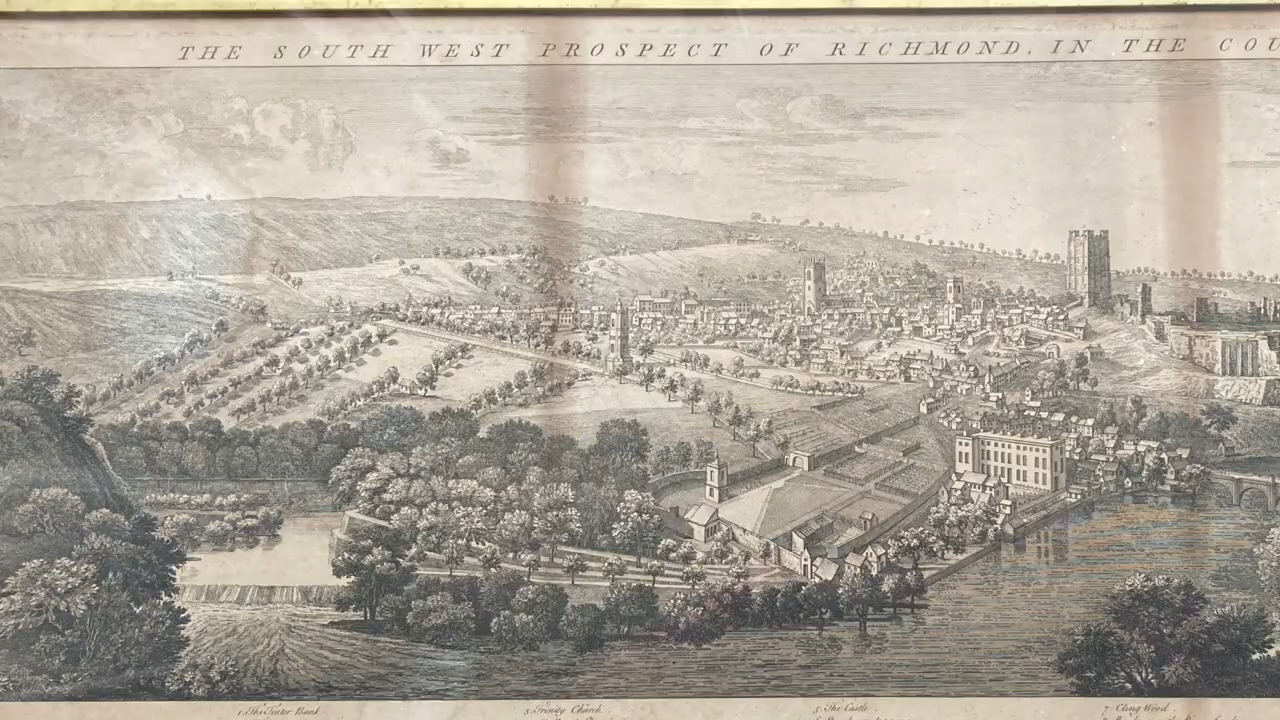 THE SOUTH WEST PROSPECT OF RICHMOND, IN THE COU
1. The Tenter Bank
3. Trinity Church
5. The Castle
7. Cling Wood